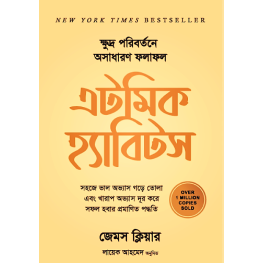 NEW YORK TIMES BESTSELLER
ক্ষুদ্র পরিবর্তনে
অসাধারণ ফলাফল
এটমিক
হ্যাবিটস
সহজে ভাল অভ্যাস গড়ে তোলা
এবং খারাপ অভ্যাস দূর করে
সফল হবার প্রমাণিত পদ্ধতি
OVER
1 MILLION
COPIES
SOLD
জেমস ক্লিয়ার
লায়েক আহমেদ অনূদিত